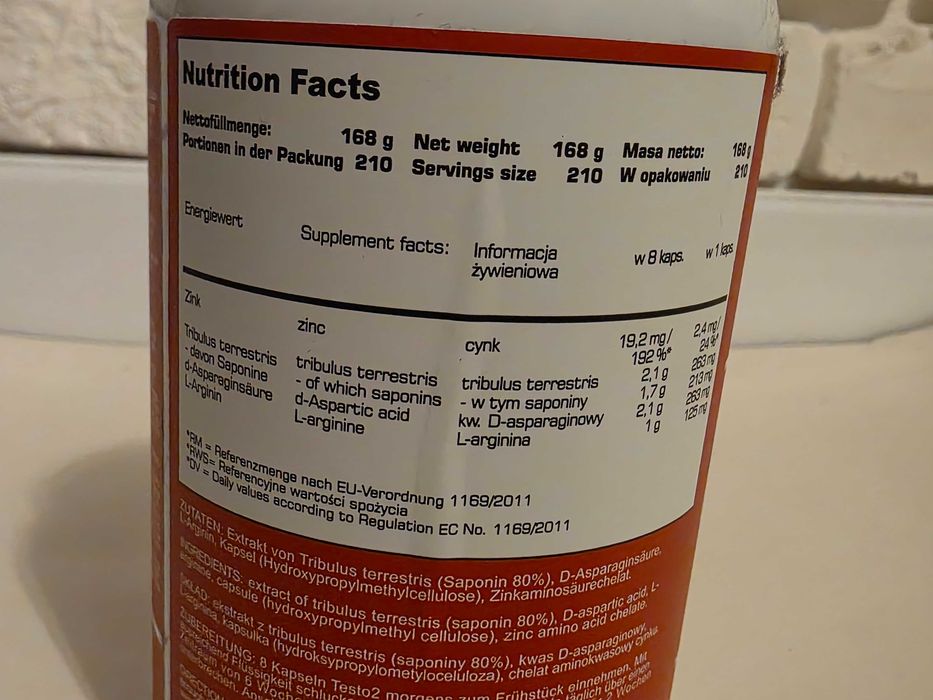 Nutrition Facts
Nettofüllmenge: 168 g Net weight 168 g Masa netto: 168 g
Portionen in der Packung 210 Servings size 210 W opakowaniu 210
Energiewert Supplement facts: Informacja żywieniowa w 8 kaps. w 1 kaps.
Zink zinc cynk 19,2 mg/ 2,4 mg/
192 %* 24 %*
Tribulus terrestris tribulus terrestris tribulus terrestris 2,1 g 263 mg
- davon Saponine - of which saponins - w tym saponiny 1,7 g 213 mg
d-Asparaginsäure d-Aspartic acid kw. D-asparaginowy 2,1 g 263 mg
L-Arginin L-arginine L-arginina 1 g 125 mg
*RM = Referenzmenge nach EU-Verordnung 1169/2011
*RWS= Referencyjne wartości spożycia
*DV = Daily values according to Regulation EC No. 1169/2011
ZUTATEN: Extrakt von Tribulus terrestris (Saponin 80%), D-Asparaginsäure,
L-Arginin, Kapsel (Hydroxypropylmethylcellulose), Zinkaminosäurechelat.
INGREDIENTS: extract of tribulus terrestris (saponin 80%), D-aspartic acid, L-
arginine, capsule (hydroxypropylmethyl cellulose), zinc amino acid chelate.
SKŁAD: ekstrakt z tribulus terrestris (saponiny 80%), kwas D-asparaginowy,
L-arginina, kapsułka (hydroksypropylometyloceluloza), chelat aminokwasowy cynku.
ZUBEREITUNG: 8 Kapseln Testo2 morgens zum Frühstück einnehmen. Mit
Flüssigkeit täglich über einen
von 6 2 Wochen